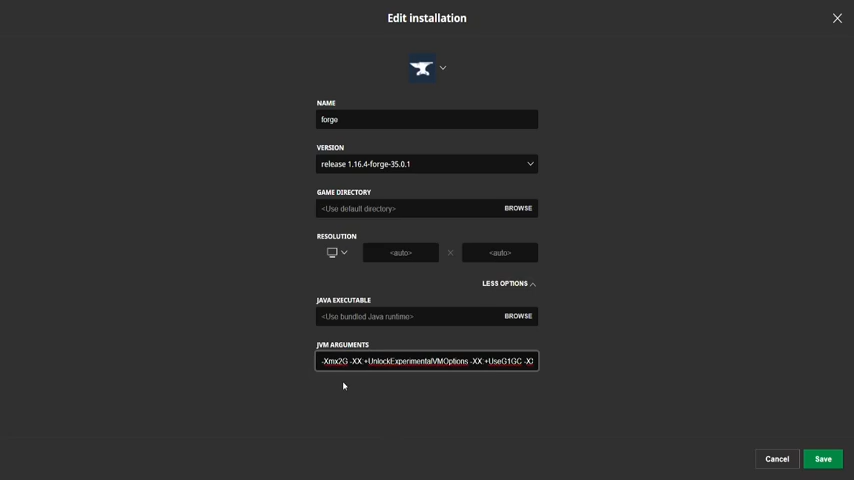 Edit installation
NAME
forge
VERSION
release 1.16.4-forge-35.0.1
GAME DIRECTORY
<Use default directory> BROWSE
RESOLUTION
<auto> <auto>
LESS OPTIONS
JAVA EXECUTABLE
<Use bundled Java runtime> BROWSE
JVM ARGUMENTS
-Xmx2G -XX:+UnlockExperimentalVMOptions -XX:+UseG1GC -X
Cancel Save